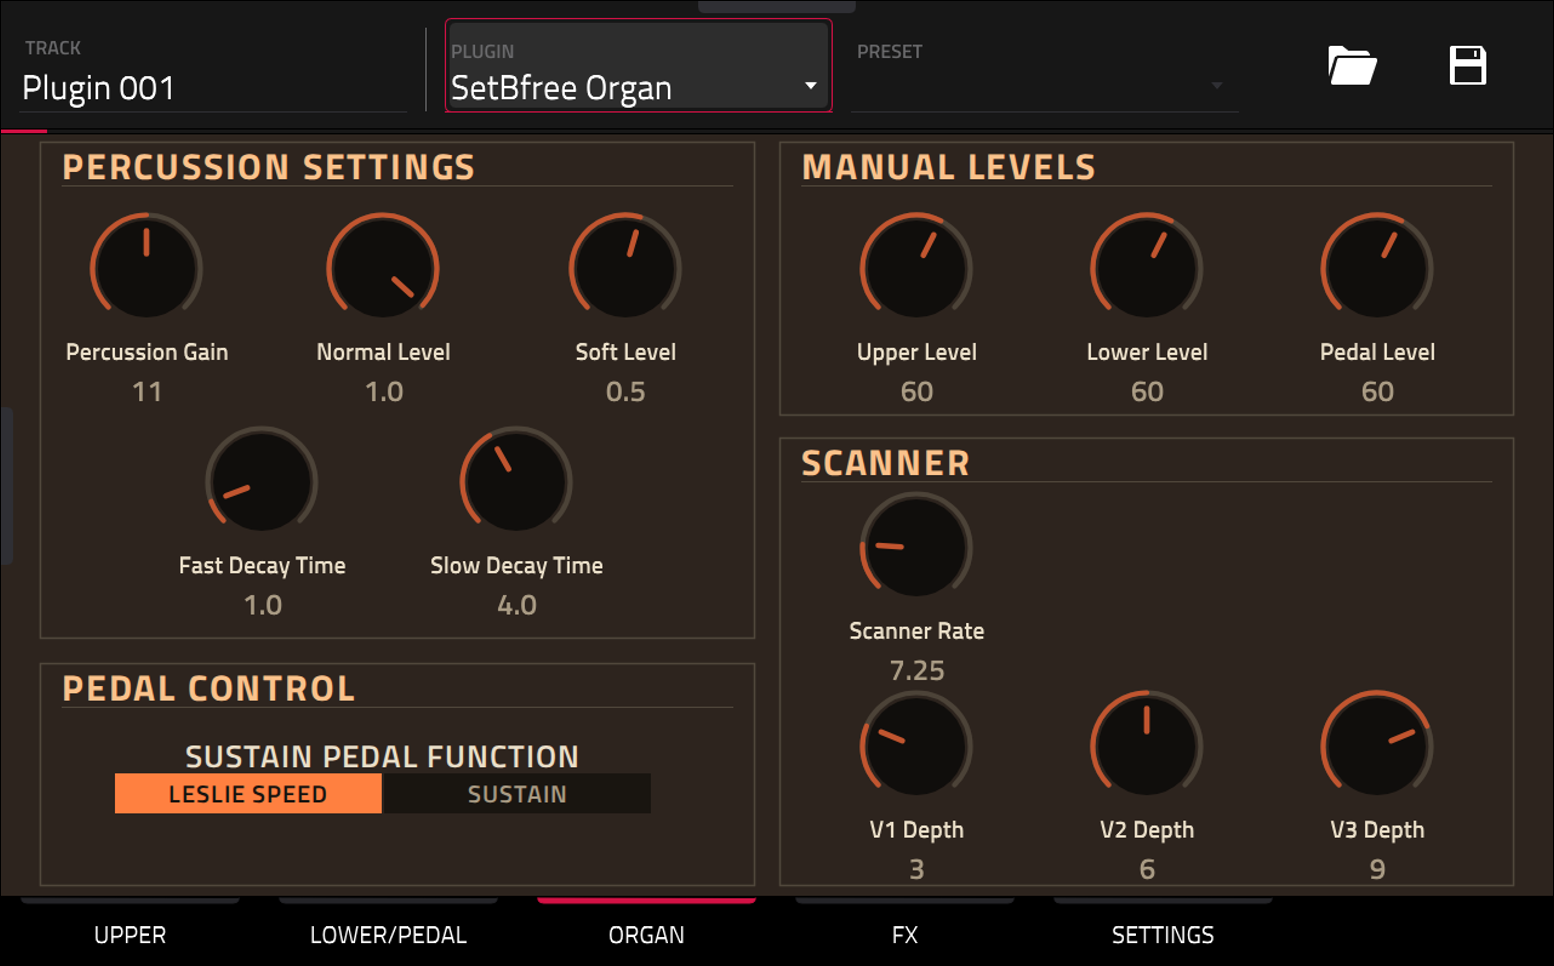 TRACK
Plugin 001
PLUGIN
SetBfree Organ
PRESET
PERCUSSION SETTINGS
Percussion Gain
11
Normal Level
1.0
Soft Level
0.5
Fast Decay Time
1.0
Slow Decay Time
4.0
PEDAL CONTROL
SUSTAIN PEDAL FUNCTION
LESLIE SPEED
SUSTAIN
MANUAL LEVELS
Upper Level
60
Lower Level
60
Pedal Level
60
SCANNER
Scanner Rate
7.25
V1 Depth
3
V2 Depth
6
V3 Depth
9
UPPER
LOWER/PEDAL
ORGAN
FX
SETTINGS